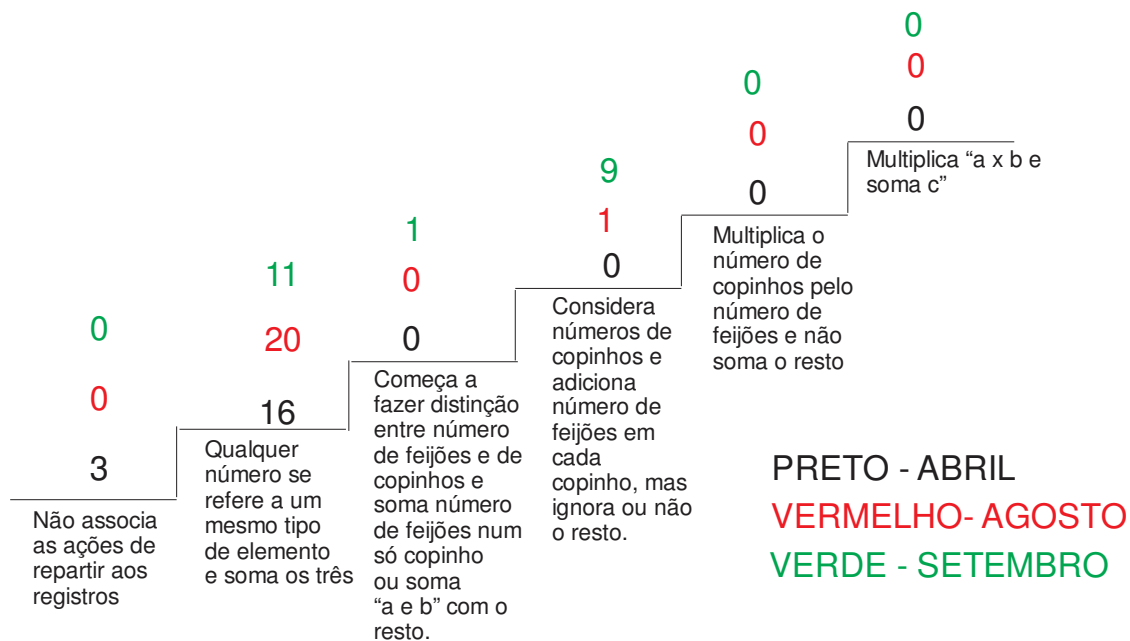 0
0
3
Não associa
as ações de
repartir aos
registros
11
20
16
Qualquer
número se
refere a um
mesmo tipo
de elemento
e soma os três
1
0
0
Começa a
fazer distinção
entre número
de feijões e de
copinhos e
soma número
de feijões num
só copinho
ou soma
“a e b” com o
resto.
9
1
0
Considera
números de
copinhos e
adiciona
número de
feijões em
cada
copinho, mas
ignora ou não
o resto.
0
0
0
Multiplica o
número de
copinhos pelo
número de
feijões e não
soma o resto
0
0
0
Multiplica “a x b e
soma c”
PRETO - ABRIL
VERMELHO- AGOSTO
VERDE - SETEMBRO